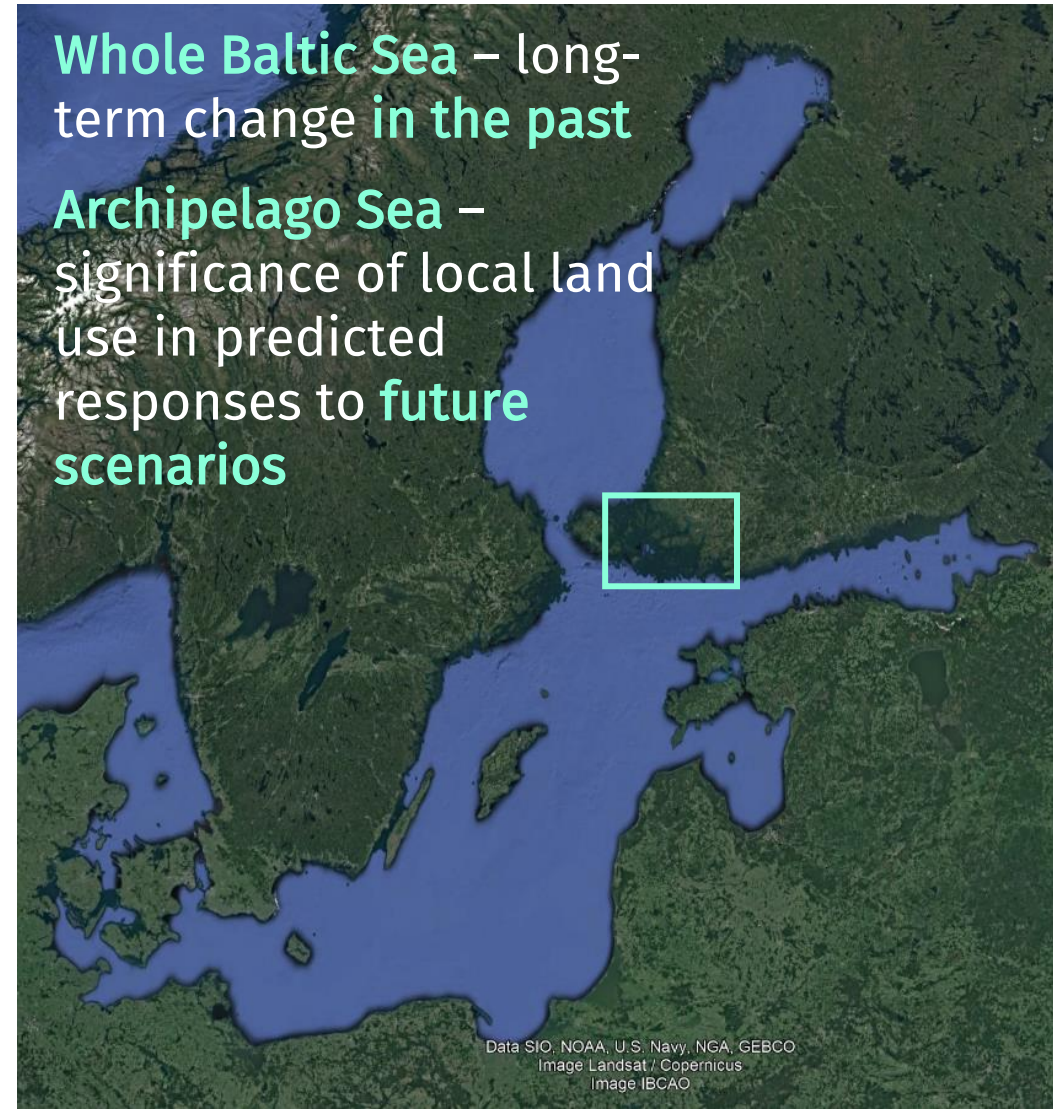 Whole Baltic Sea – long-
term change in the past
Archipelago Sea –
significance of local land
use in predicted
responses to future
scenarios
Data SIO, NOAA, U.S. Navy, NGA, GEBCO
Image Landsat / Copernicus
Image IBCAO